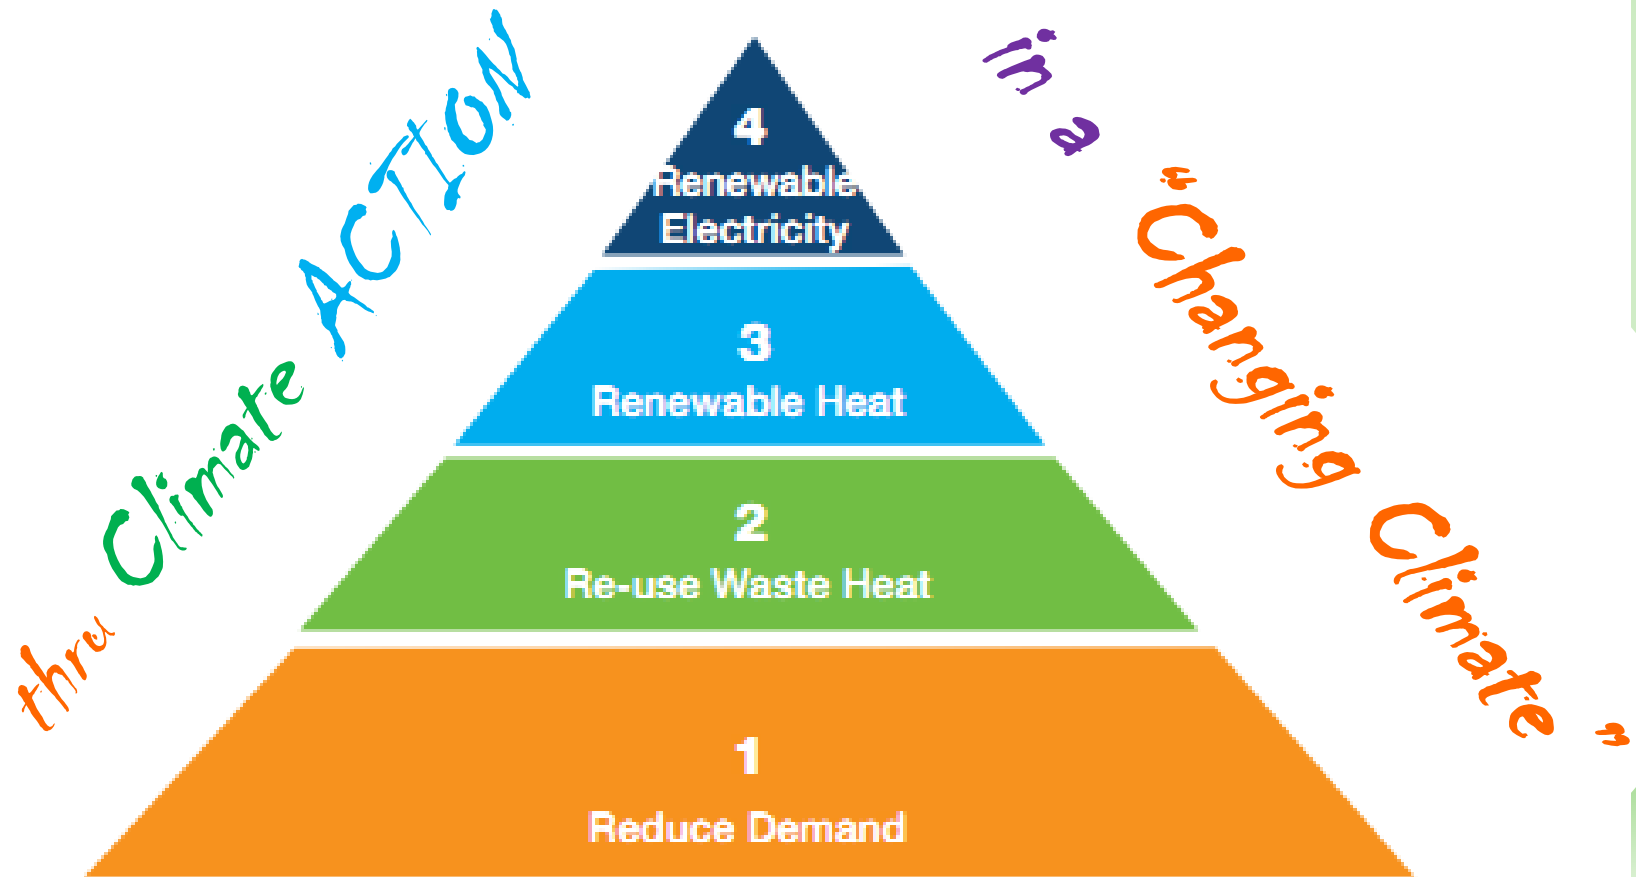 thru Climate ACTION
in a "Changing Climate"
4
Renewable
Electricity
3
Renewable Heat
2
Re-use Waste Heat
1
Reduce Demand